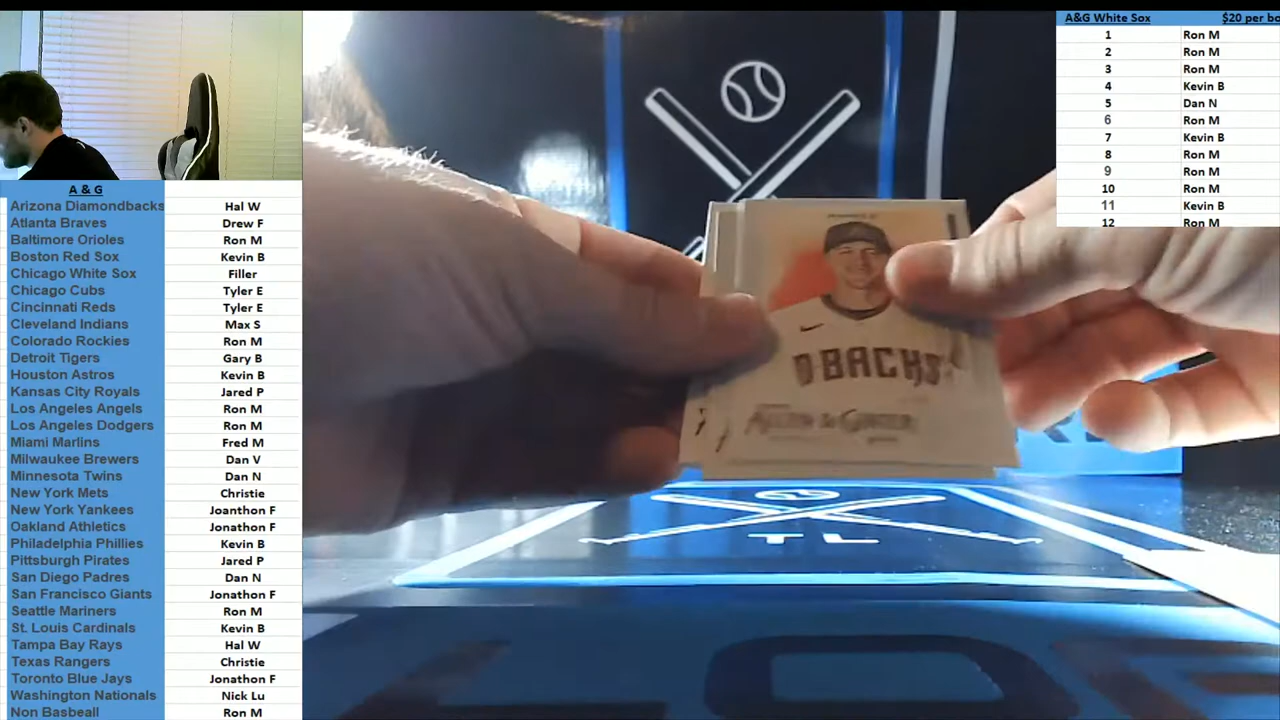 A & G
Arizona Diamondbacks Hal W
Atlanta Braves Drew F
Baltimore Orioles Ron M
Boston Red Sox Kevin B
Chicago White Sox Filler
Chicago Cubs Tyler E
Cincinnati Reds Tyler E
Cleveland Indians Max S
Colorado Rockies Ron M
Detroit Tigers Gary B
Houston Astros Kevin B
Kansas City Royals Jared P
Los Angeles Angels Ron M
Los Angeles Dodgers Ron M
Miami Marlins Fred M
Milwaukee Brewers Dan V
Minnesota Twins Dan N
New York Mets Christie
New York Yankees Joanthon F
Oakland Athletics Jonathon F
Philadelphia Phillies Kevin B
Pittsburgh Pirates Jared P
San Diego Padres Dan N
San Francisco Giants Jonathon F
Seattle Mariners Ron M
St. Louis Cardinals Kevin B
Tampa Bay Rays Hal W
Texas Rangers Christie
Toronto Blue Jays Jonathon F
Washington Nationals Nick Lu
Non Basbeall Ron M
A&G White Sox $20 per bo
1 Ron M
2 Ron M
3 Ron M
4 Kevin B
5 Dan N
6 Ron M
7 Kevin B
8 Ron M
9 Ron M
10 Ron M
11 Kevin B
12 Ron M
DBACKS
ALLEN & GINTER
TL